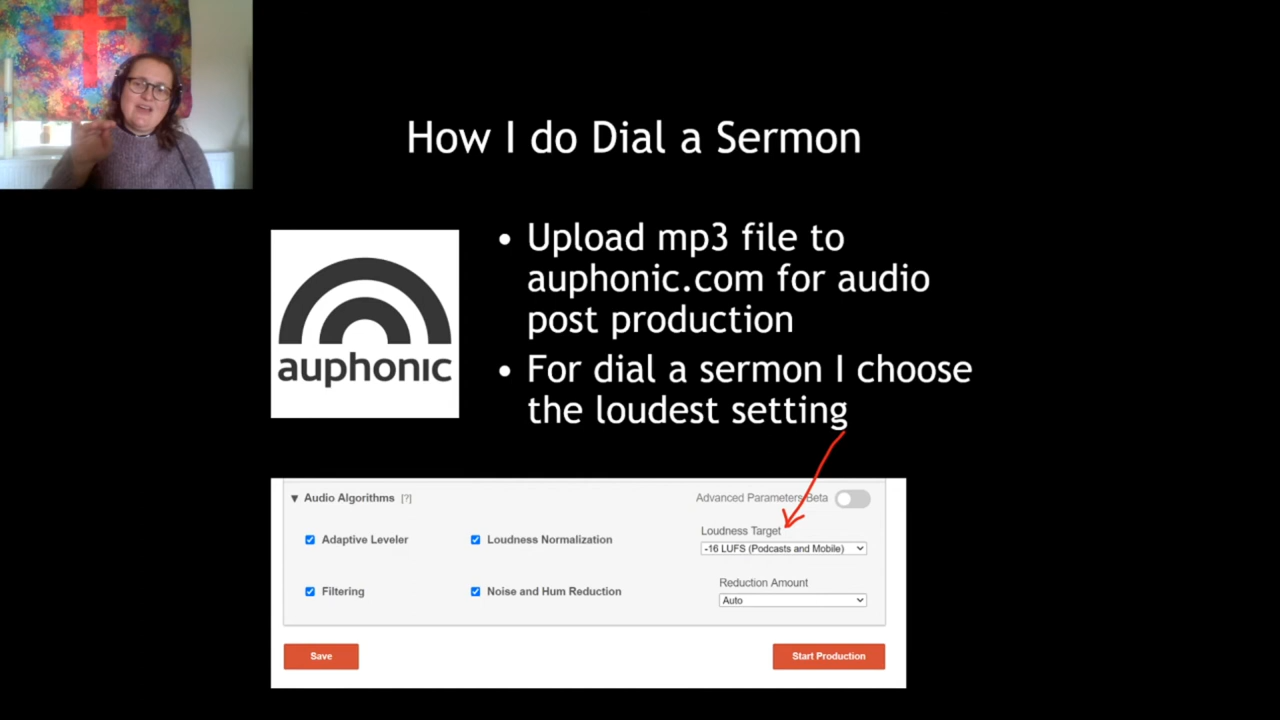 How I do Dial a Sermon
auphonic
• Upload mp3 file to
auphonic.com for audio
post production
• For dial a sermon I choose
the loudest setting
▼ Audio Algorithms [?]
Advanced Parameters Beta
Adaptive Leveler
Loudness Normalization
Loudness Target
-16 LUFS (Podcasts and Mobile)
Filtering
Noise and Hum Reduction
Reduction Amount
Auto
Save
Start Production